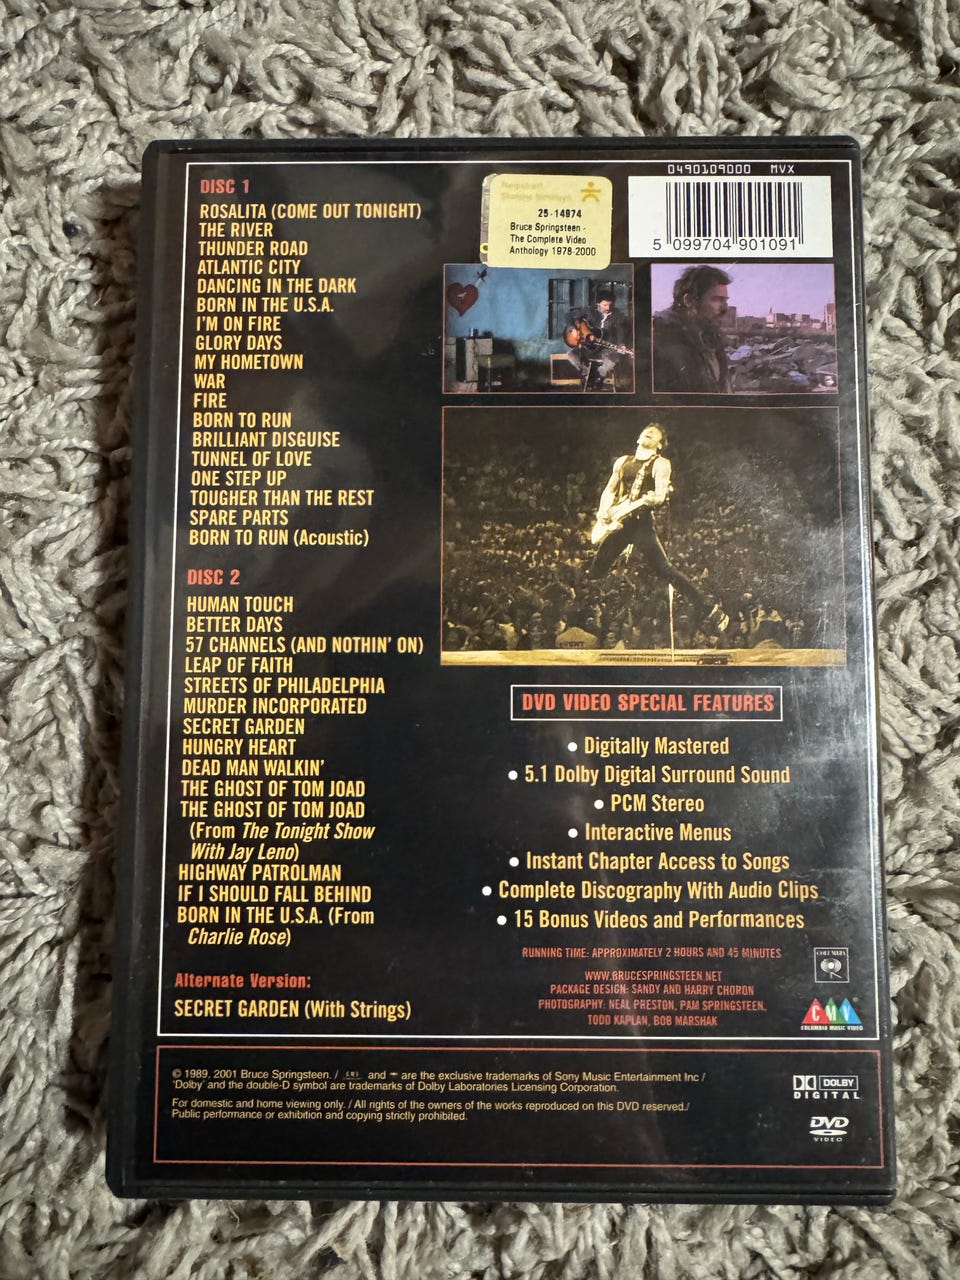 DISC 1
ROSALITA (COME OUT TONIGHT)
THE RIVER
THUNDER ROAD
ATLANTIC CITY
DANCING IN THE DARK
BORN IN THE U.S.A.
I'M ON FIRE
GLORY DAYS
MY HOMETOWN
WAR
FIRE
BORN TO RUN
BRILLIANT DISGUISE
TUNNEL OF LOVE
ONE STEP UP
TOUGHER THAN THE REST
SPARE PARTS
BORN TO RUN (Acoustic)
DISC 2
HUMAN TOUCH
BETTER DAYS
57 CHANNELS (AND NOTHIN' ON)
LEAP OF FAITH
STREETS OF PHILADELPHIA
MURDER INCORPORATED
SECRET GARDEN
HUNGRY HEART
DEAD MAN WALKIN'
THE GHOST OF TOM JOAD
THE GHOST OF TOM JOAD
(From The Tonight Show
With Jay Leno)
HIGHWAY PATROLMAN
IF I SHOULD FALL BEHIND
BORN IN THE U.S.A. (From
Charlie Rose)
Alternate Version:
SECRET GARDEN (With Strings)
25-14974
Bruce Springsteen -
The Complete Video
Anthology 1978-2000
0490109000 MVX
5 099704 901091
DVD VIDEO SPECIAL FEATURES
• Digitally Mastered
• 5.1 Dolby Digital Surround Sound
• PCM Stereo
• Interactive Menus
• Instant Chapter Access to Songs
• Complete Discography With Audio Clips
• 15 Bonus Videos and Performances
RUNNING TIME: APPROXIMATELY 2 HOURS AND 45 MINUTES
WWW.BRUCESPRINGSTEEN.NET
PACKAGE DESIGN: SANDY AND HARRY CHORON
PHOTOGRAPHY: NEAL PRESTON, PAM SPRINGSTEEN,
TODD KAPLAN, BOB MARSHAK
COLUMBIA
CMV
COLUMBIA MUSIC VIDEO
© 1989, 2001 Bruce Springsteen. / and are the exclusive trademarks of Sony Music Entertainment Inc /
'Dolby' and the double-D symbol are trademarks of Dolby Laboratories Licensing Corporation.
For domestic and home viewing only. / All rights of the owners of the works reproduced on this DVD reserved./
Public performance or exhibition and copying strictly prohibited.
DOLBY
DIGITAL
DVD
VIDEO